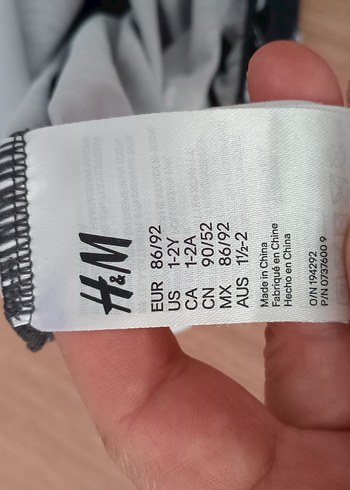 H&M
EUR 86/92
US 1-2Y
CA 1-2A
CN 90/52
MX 86/92
AUS 1½-2
Made in China
Fabriqué en Chine
Hecho en China
O/N 194292
P/N 0737600 9